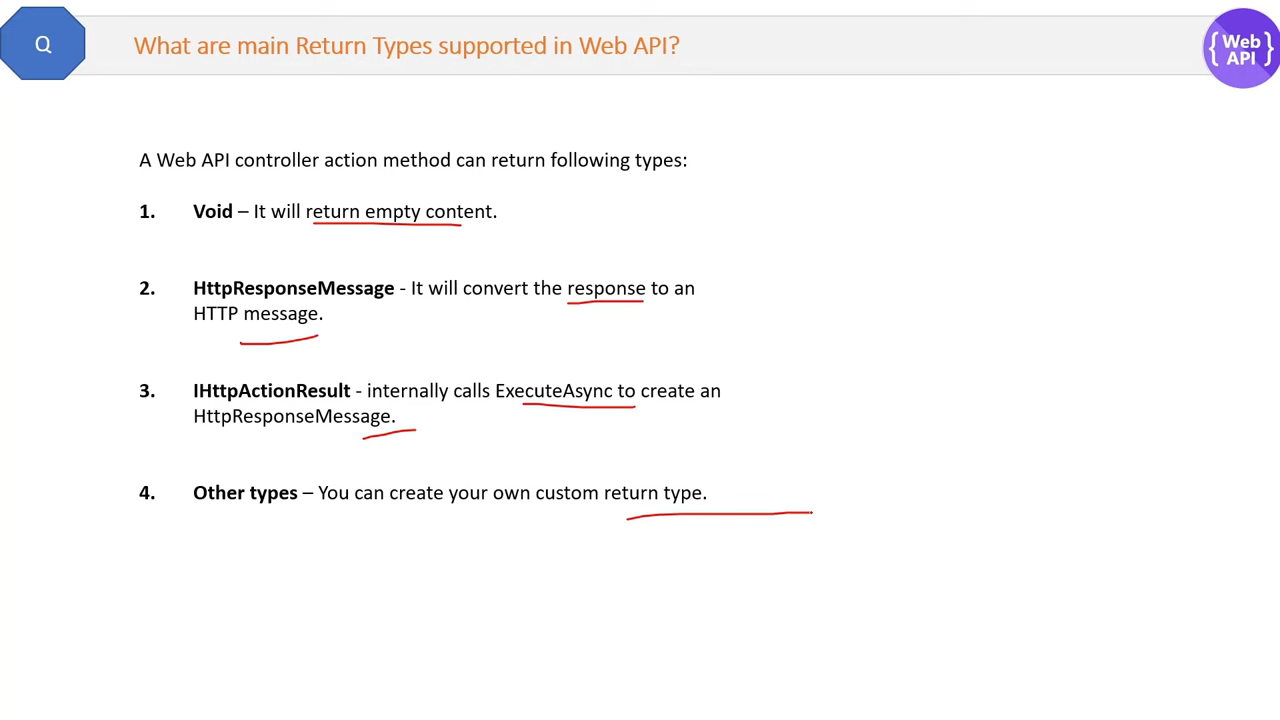 Q
What are main Return Types supported in Web API?
{Web API}
A Web API controller action method can return following types:
1. Void – It will return empty content.
2. HttpResponseMessage - It will convert the response to an
HTTP message.
3. IHttpActionResult - internally calls ExecuteAsync to create an
HttpResponseMessage.
4. Other types – You can create your own custom return type.